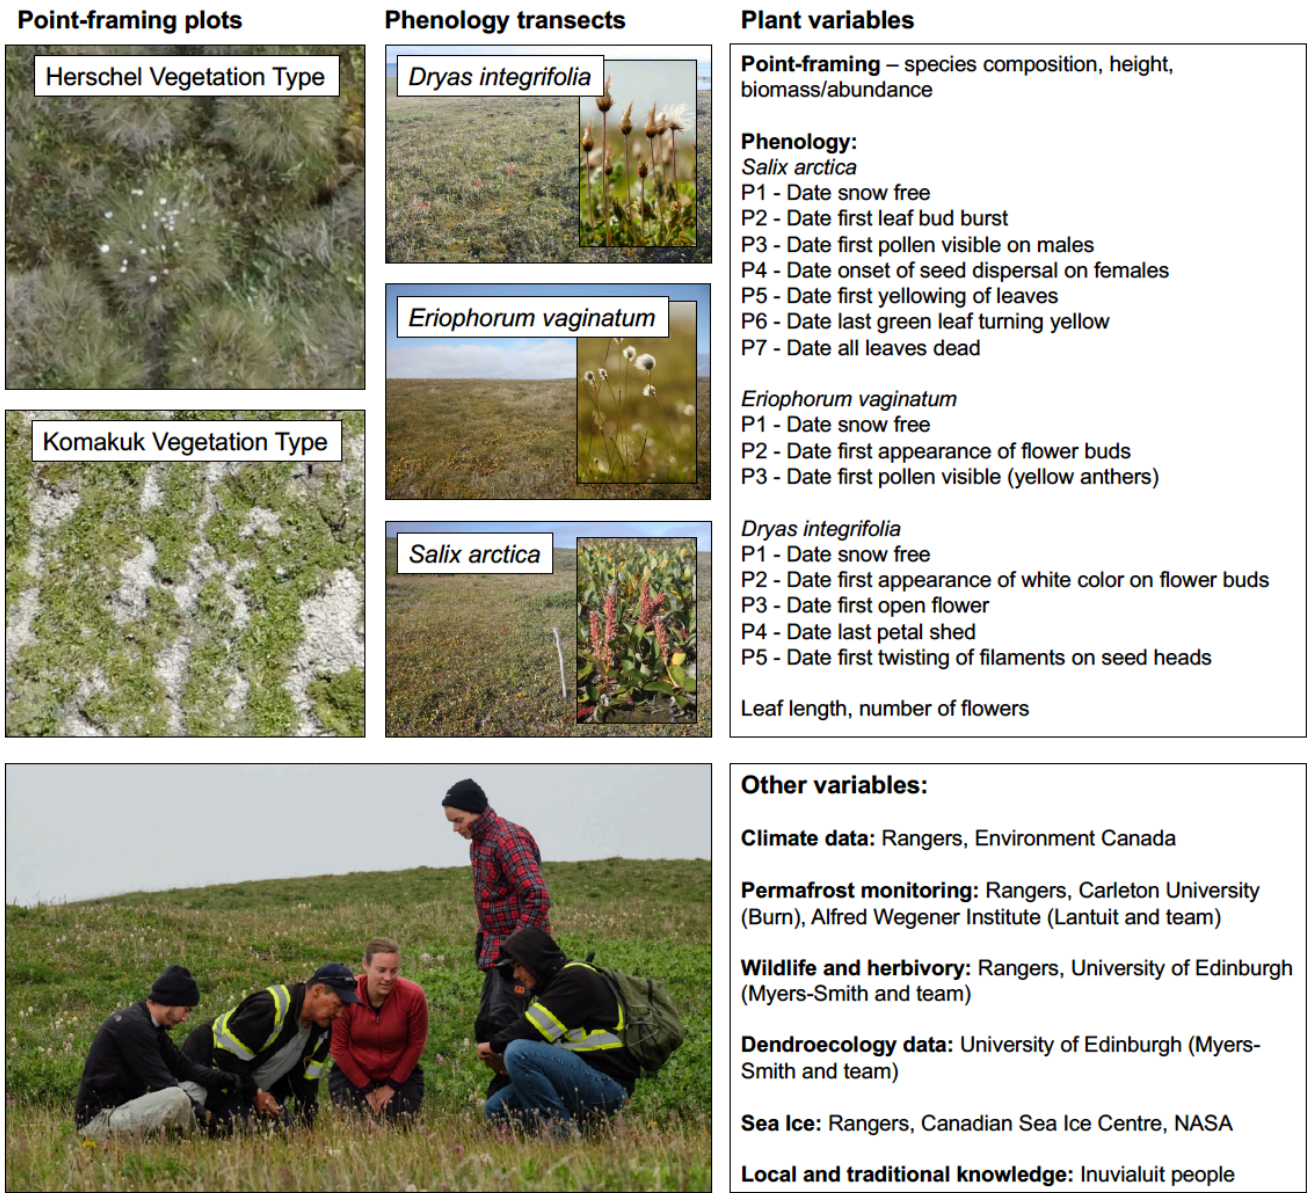 Point-framing plots
Herschel Vegetation Type
Komakuk Vegetation Type
Phenology transects
Dryas integrifolia
Eriophorum vaginatum
Salix arctica
Plant variables
Point-framing – species composition, height,
biomass/abundance
Phenology:
Salix arctica
P1 - Date snow free
P2 - Date first leaf bud burst
P3 - Date first pollen visible on males
P4 - Date onset of seed dispersal on females
P5 - Date first yellowing of leaves
P6 - Date last green leaf turning yellow
P7 - Date all leaves dead
Eriophorum vaginatum
P1 - Date snow free
P2 - Date first appearance of flower buds
P3 - Date first pollen visible (yellow anthers)
Dryas integrifolia
P1 - Date snow free
P2 - Date first appearance of white color on flower buds
P3 - Date first open flower
P4 - Date last petal shed
P5 - Date first twisting of filaments on seed heads
Leaf length, number of flowers
Other variables:
Climate data: Rangers, Environment Canada
Permafrost monitoring: Rangers, Carleton University
(Burn), Alfred Wegener Institute (Lantuit and team)
Wildlife and herbivory: Rangers, University of Edinburgh
(Myers-Smith and team)
Dendroecology data: University of Edinburgh (Myers-
Smith and team)
Sea Ice: Rangers, Canadian Sea Ice Centre, NASA
Local and traditional knowledge: Inuvialuit people